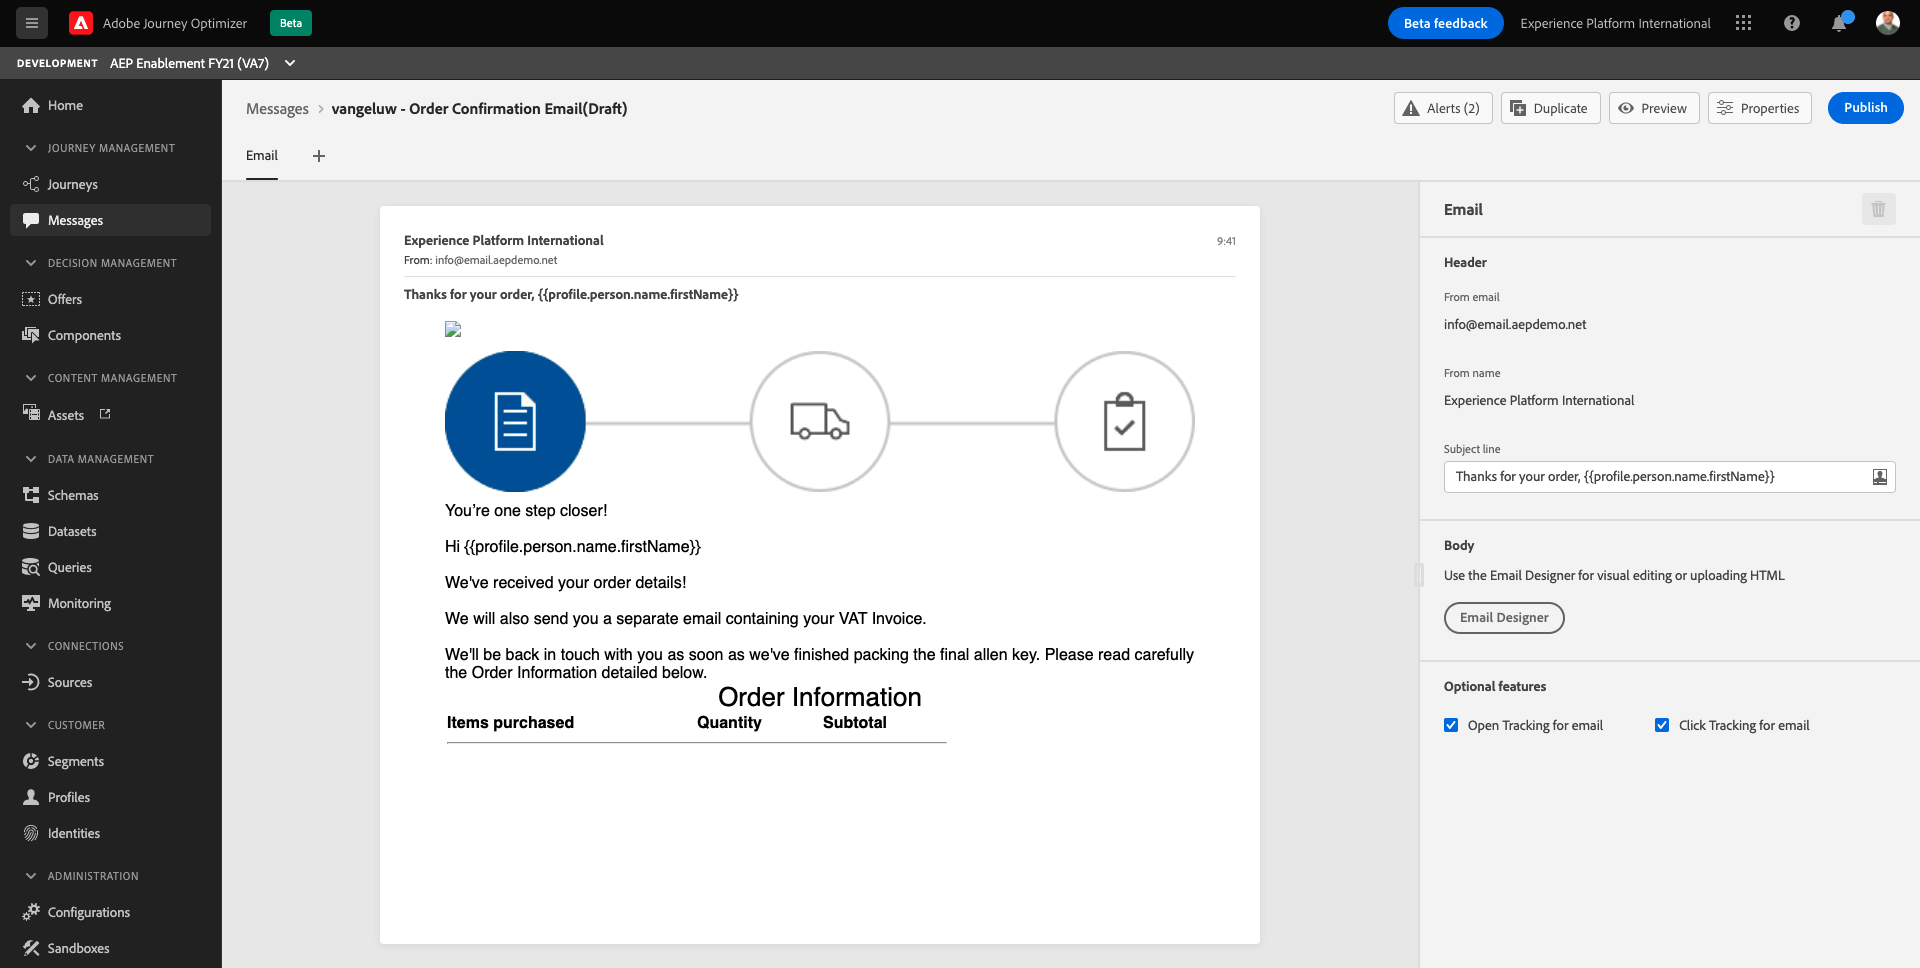 Adobe Journey Optimizer
Beta
Beta feedback
Experience Platform International
DEVELOPMENT AEP Enablement FY21 (VA7)
Home
JOURNEY MANAGEMENT
Journeys
Messages
DECISION MANAGEMENT
Offers
Components
CONTENT MANAGEMENT
Assets
DATA MANAGEMENT
Schemas
Datasets
Queries
Monitoring
CONNECTIONS
Sources
CUSTOMER
Segments
Profiles
Identities
ADMINISTRATION
Configurations
Sandboxes
Messages > vangeluw - Order Confirmation Email(Draft)
Alerts (2)
Duplicate
Preview
Properties
Publish
Email
Experience Platform International
9:41
From: info@email.aepdemo.net
Thanks for your order, {{profile.person.name.firstName}}
You're one step closer!
Hi {{profile.person.name.firstName}}
We've received your order details!
We will also send you a separate email containing your VAT Invoice.
We'll be back in touch with you as soon as we've finished packing the final allen key. Please read carefully
the Order Information detailed below.
Order Information
Items purchased Quantity Subtotal
Email
Header
From email
info@email.aepdemo.net
From name
Experience Platform International
Subject line
Thanks for your order, {{profile.person.name.firstName}}
Body
Use the Email Designer for visual editing or uploading HTML
Email Designer
Optional features
Open Tracking for email
Click Tracking for email